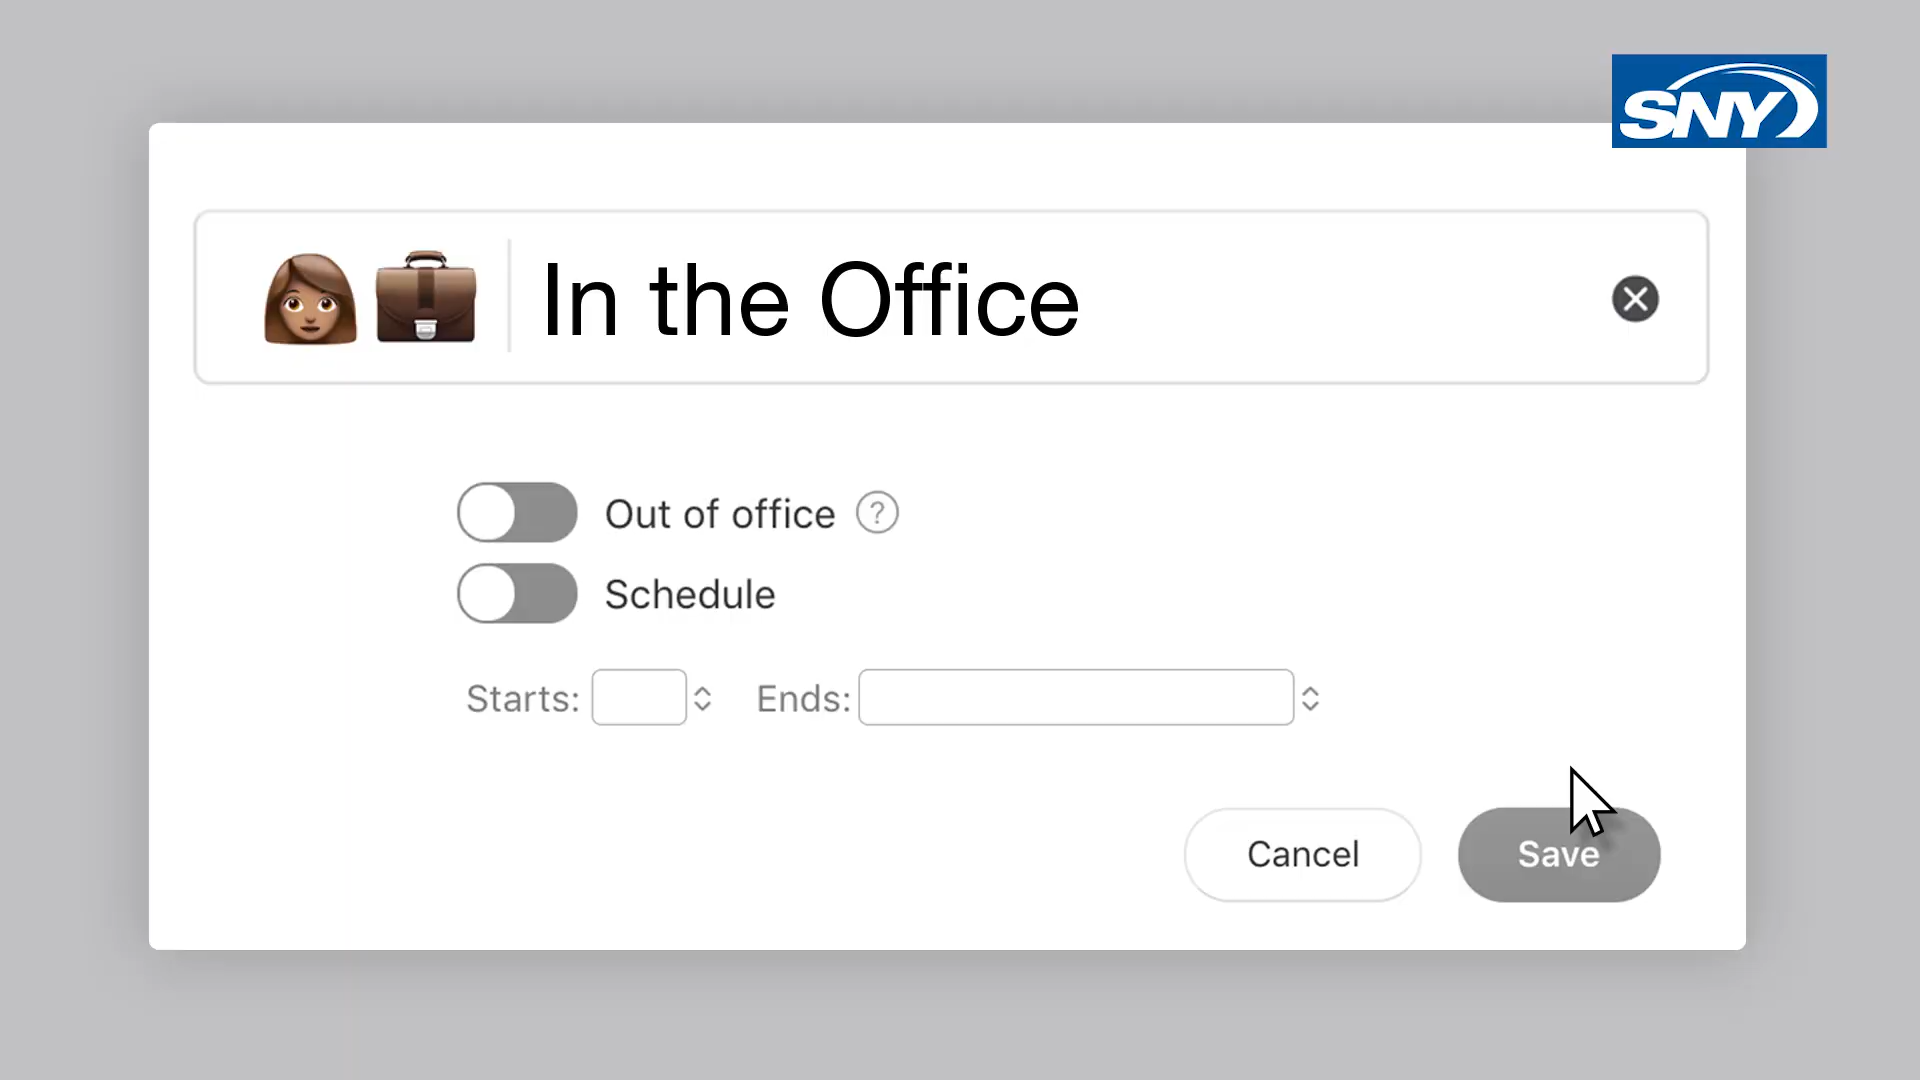 SNY
In the Office
Out of office ?
Schedule
Starts: Ends:
Cancel Save